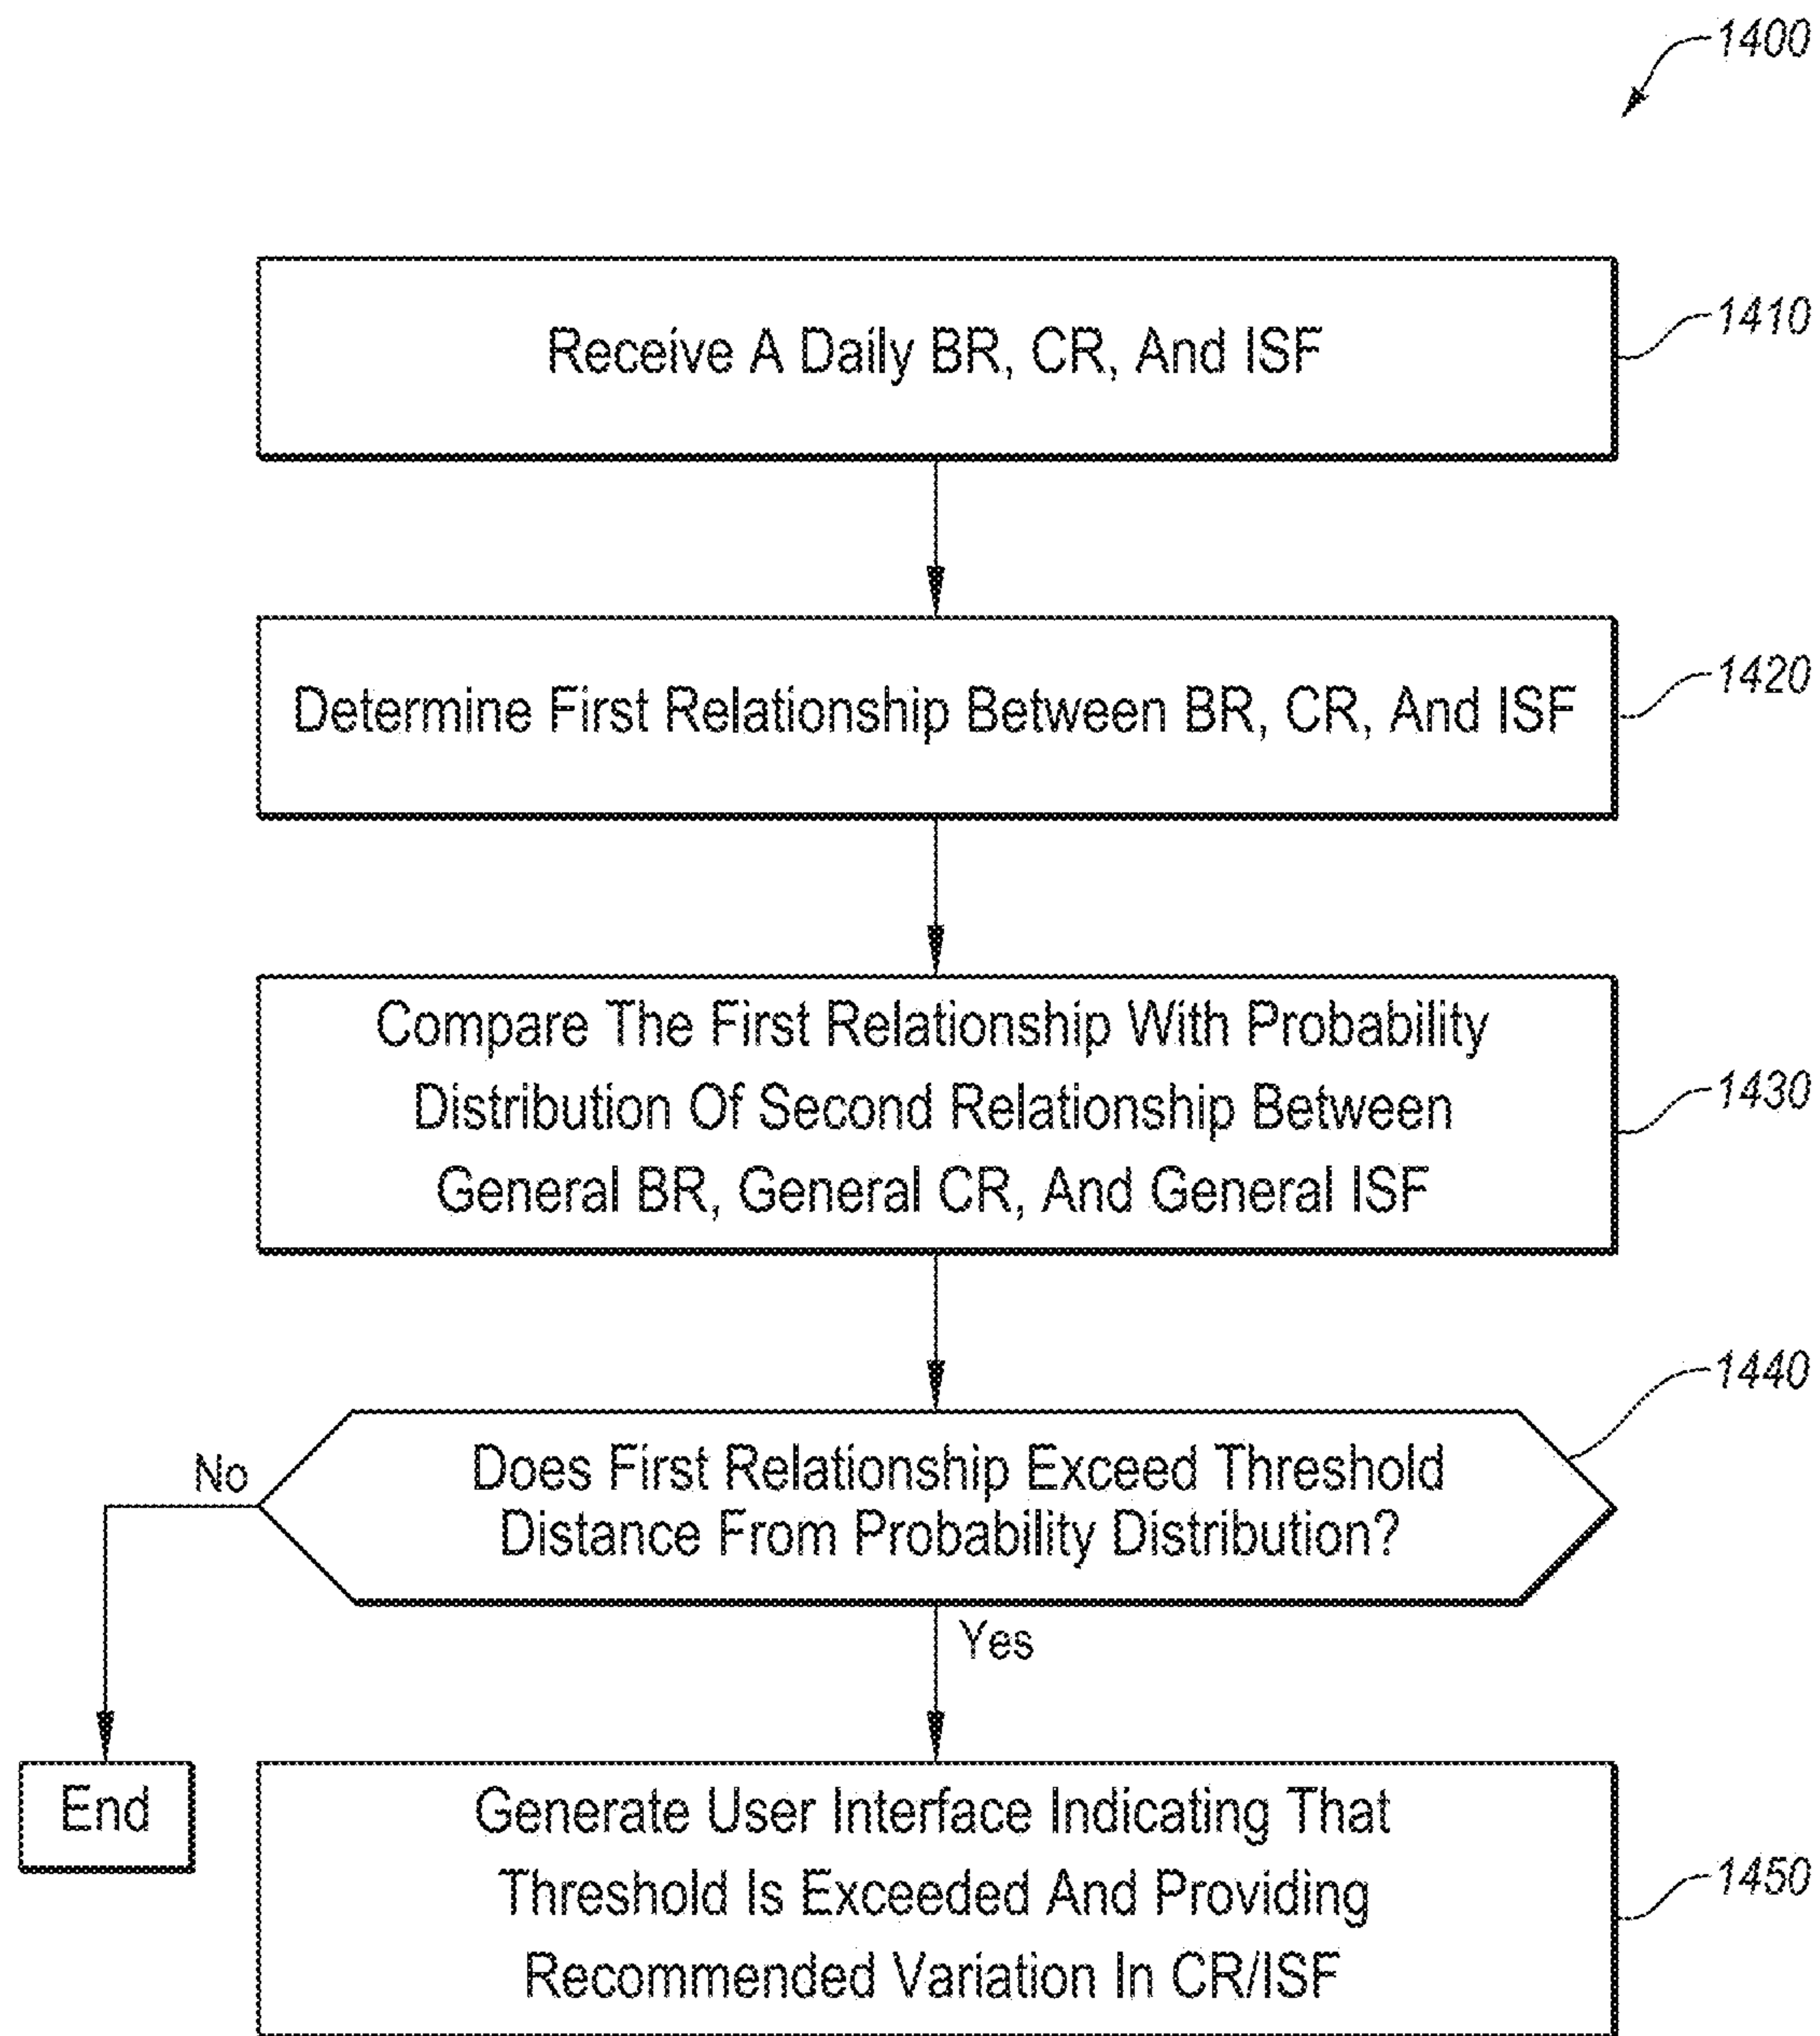 1400
Receive A Daily BR, CR, And ISF
1410
Determine First Relationship Between BR, CR, And ISF
1420
Compare The First Relationship With Probability
Distribution Of Second Relationship Between
General BR, General CR, And General ISF
1430
Does First Relationship Exceed Threshold
Distance From Probability Distribution?
1440
No
Yes
End
Generate User Interface Indicating That
Threshold Is Exceeded And Providing
Recommended Variation In CR/ISF
1450